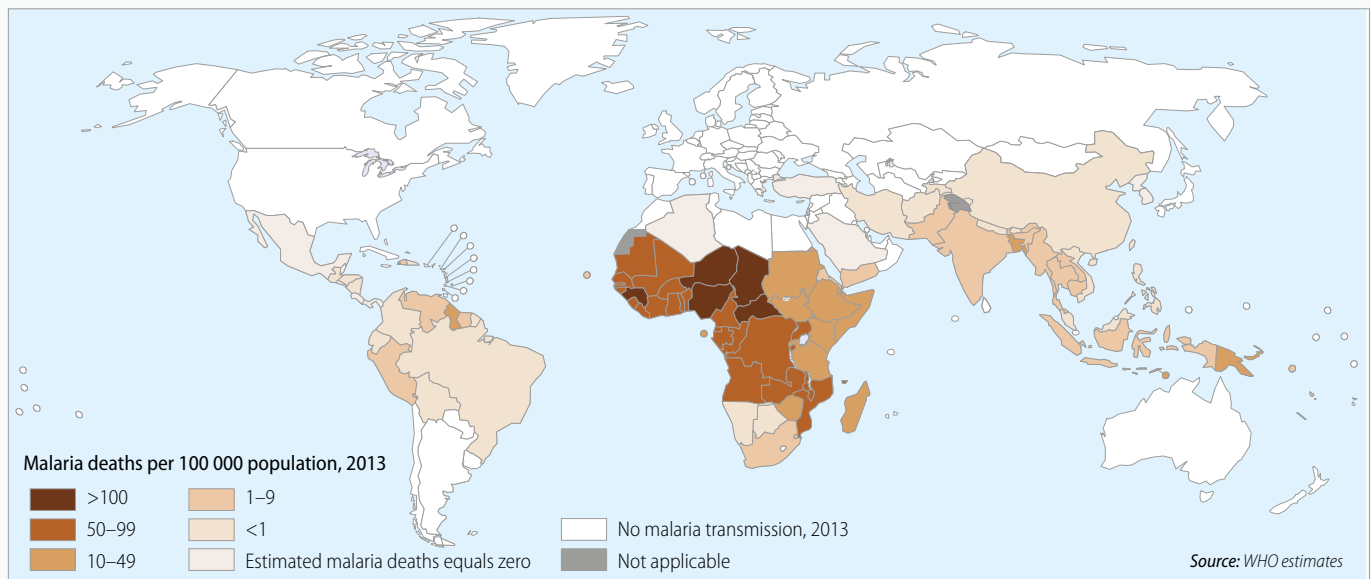 Malaria deaths per 100 000 population, 2013
>100
50–99
10–49
1–9
<1
Estimated malaria deaths equals zero
No malaria transmission, 2013
Not applicable
Source: WHO estimates